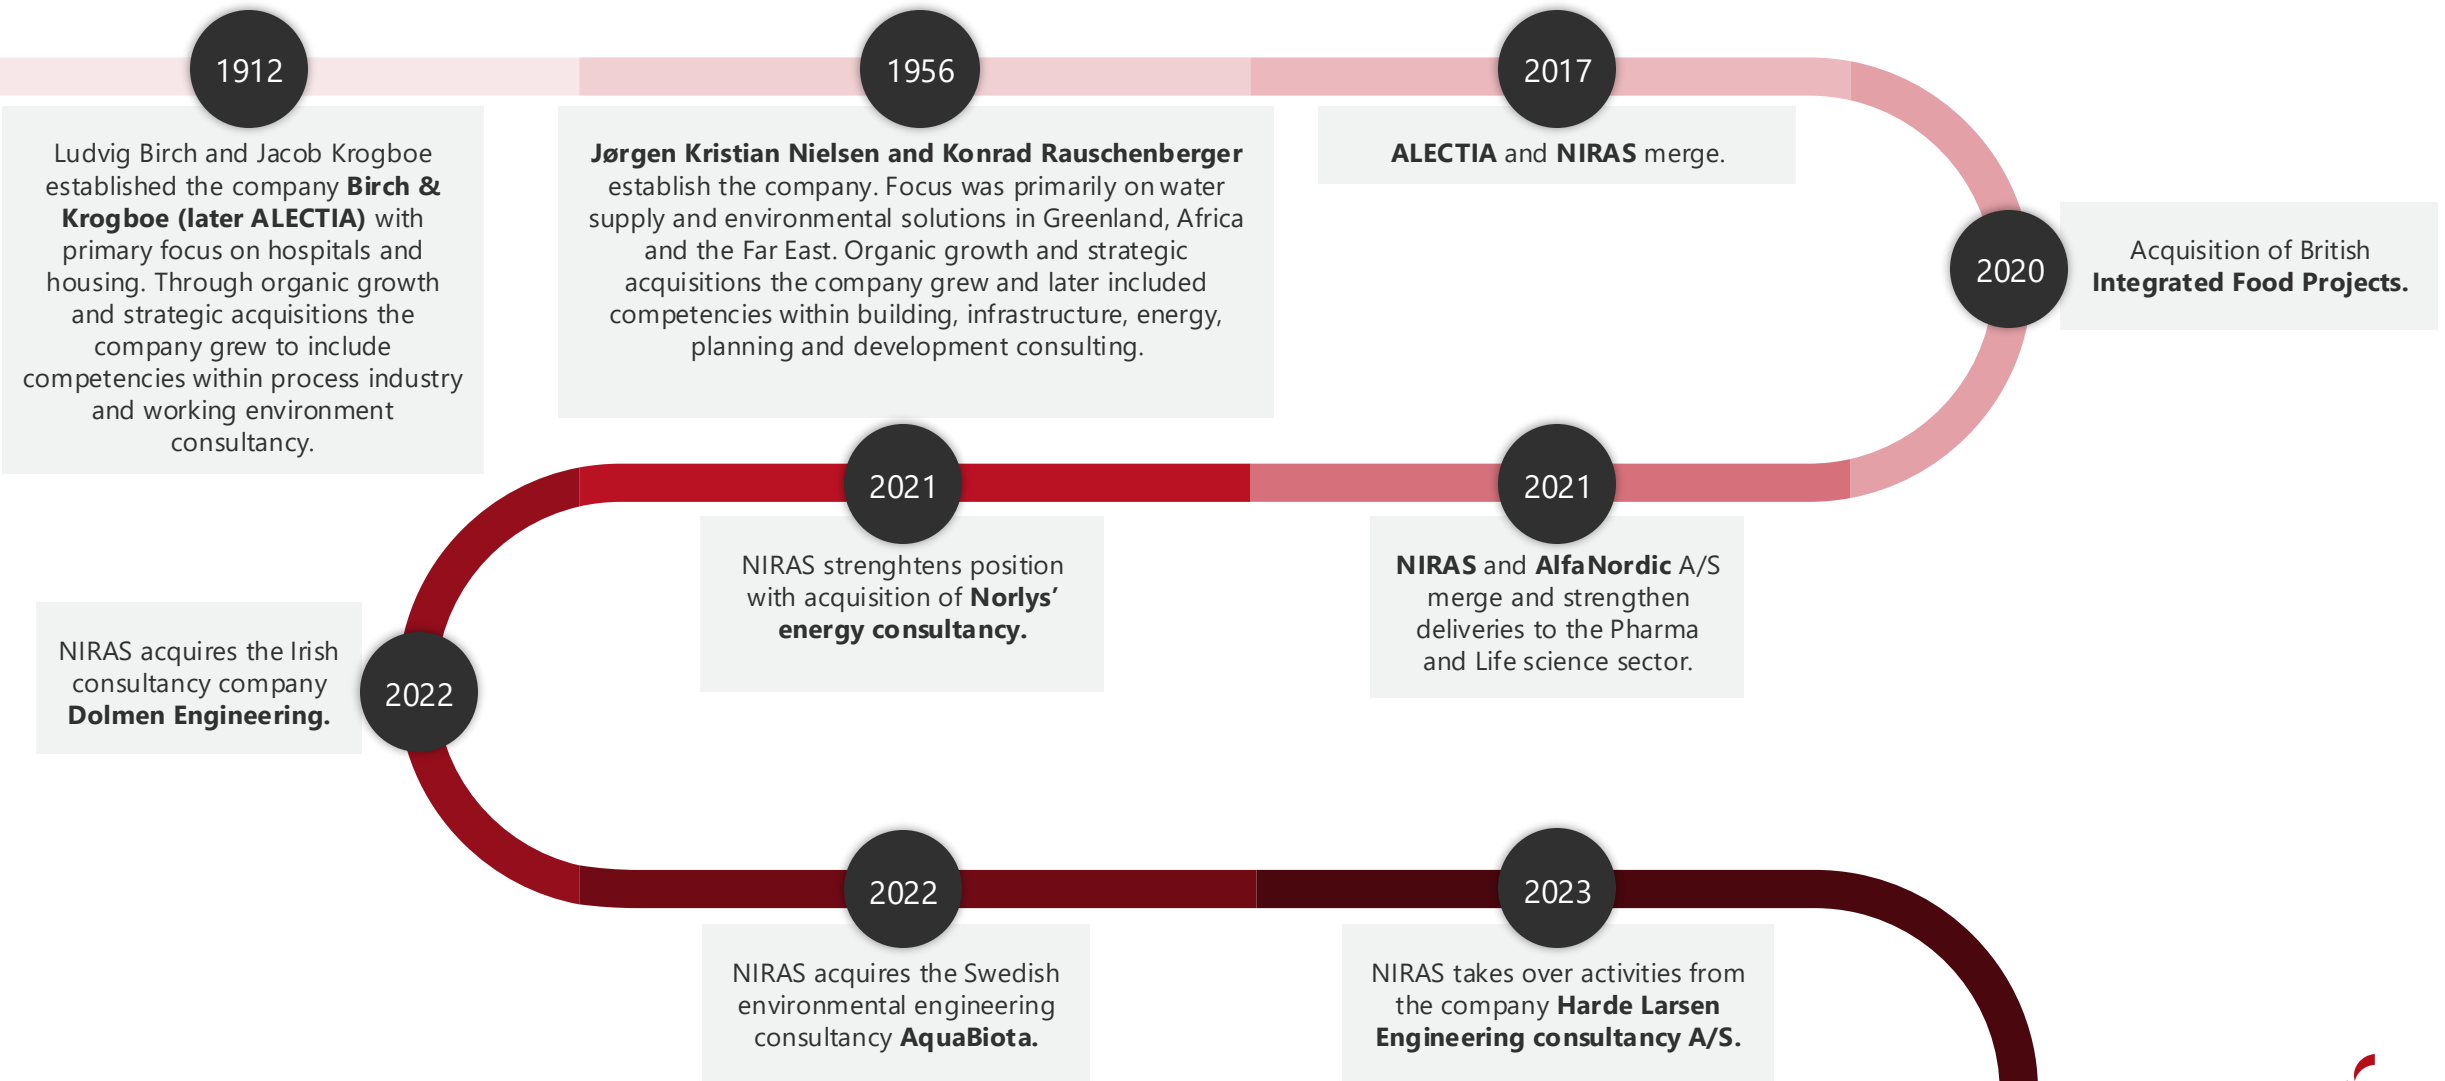 1912
Ludvig Birch and Jacob Krogboe
established the company Birch &
Krogboe (later ALECTIA) with
primary focus on hospitals and
housing. Through organic growth
and strategic acquisitions the
company grew to include
competencies within process industry
and working environment
consultancy.
1956
Jørgen Kristian Nielsen and Konrad Rauschenberger
establish the company. Focus was primarily on water
supply and environmental solutions in Greenland, Africa
and the Far East. Organic growth and strategic
acquisitions the company grew and later included
competencies within building, infrastructure, energy,
planning and development consulting.
2017
ALECTIA and NIRAS merge.
2020
Acquisition of British
Integrated Food Projects.
2021
NIRAS and AlfaNordic A/S
merge and strengthen
deliveries to the Pharma
and Life science sector.
2021
NIRAS strenghtens position
with acquisition of Norlys’
energy consultancy.
2022
NIRAS acquires the Irish
consultancy company
Dolmen Engineering.
2022
NIRAS acquires the Swedish
environmental engineering
consultancy AquaBiota.
2023
NIRAS takes over activities from
the company Harde Larsen
Engineering consultancy A/S.